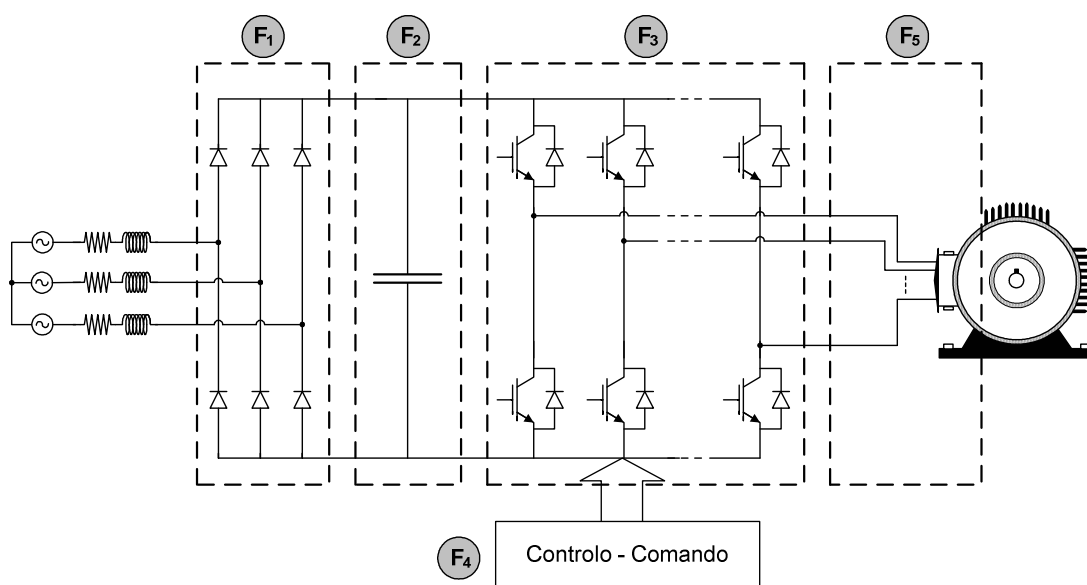 F₁
F₂
F₃
F₅
F₄
Controlo - Comando